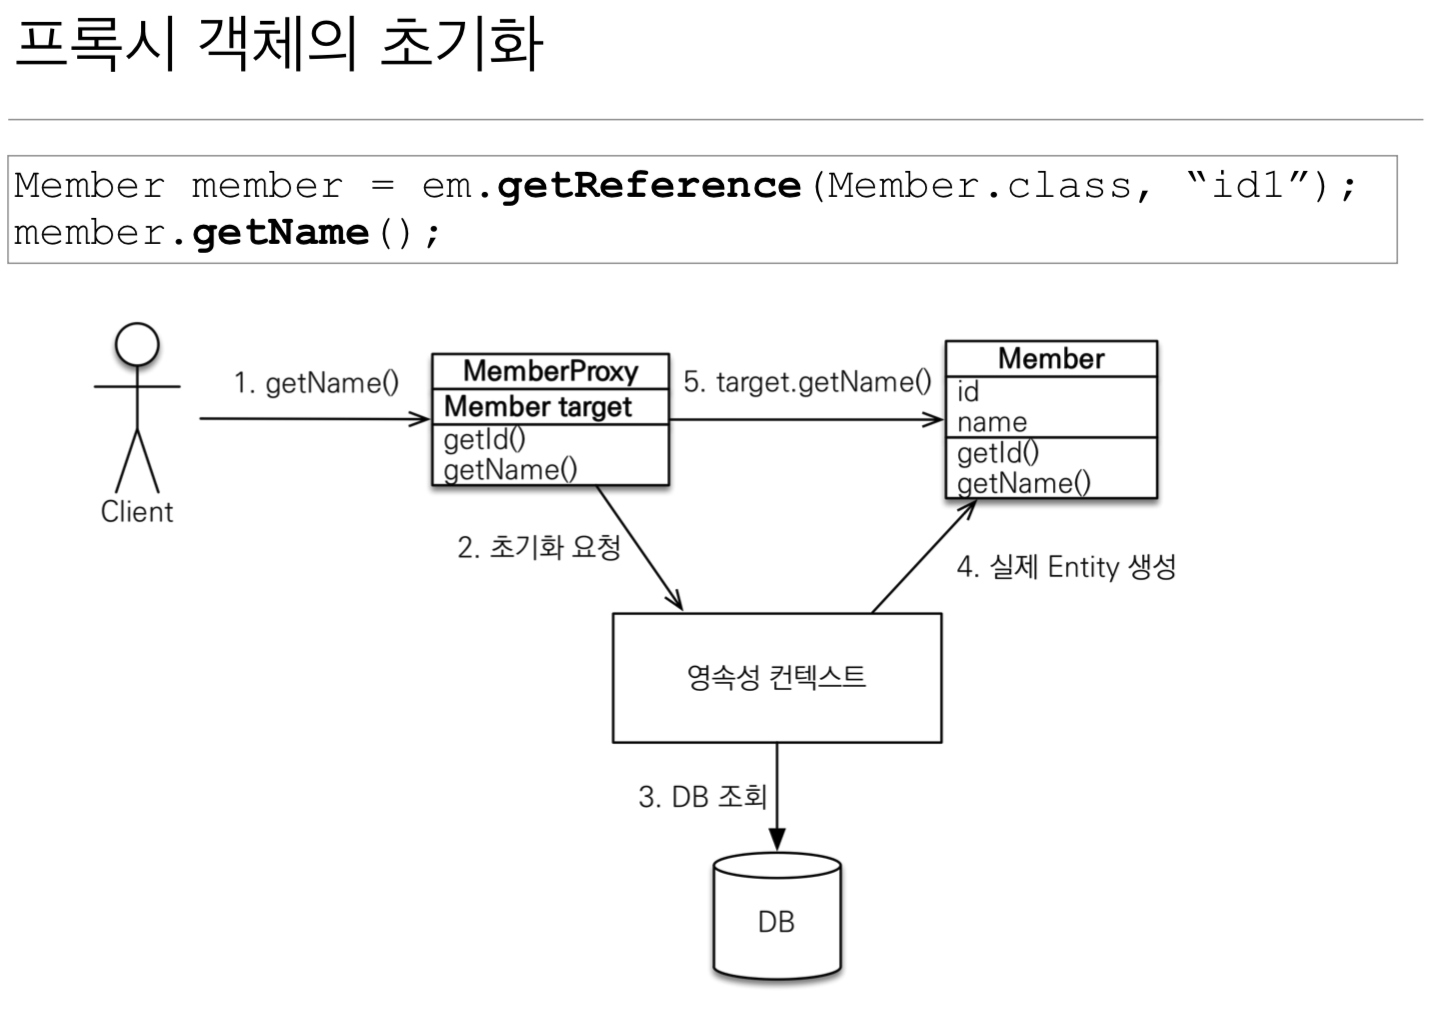 프록시 객체의 초기화
Member member = em.getReference(Member.class, “id1”);
member.getName();
Client
1. getName()
MemberProxy
Member target
getId()
getName()
5. target.getName()
Member
id
name
getId()
getName()
2. 초기화 요청
4. 실제 Entity 생성
영속성 컨텍스트
3. DB 조회
DB